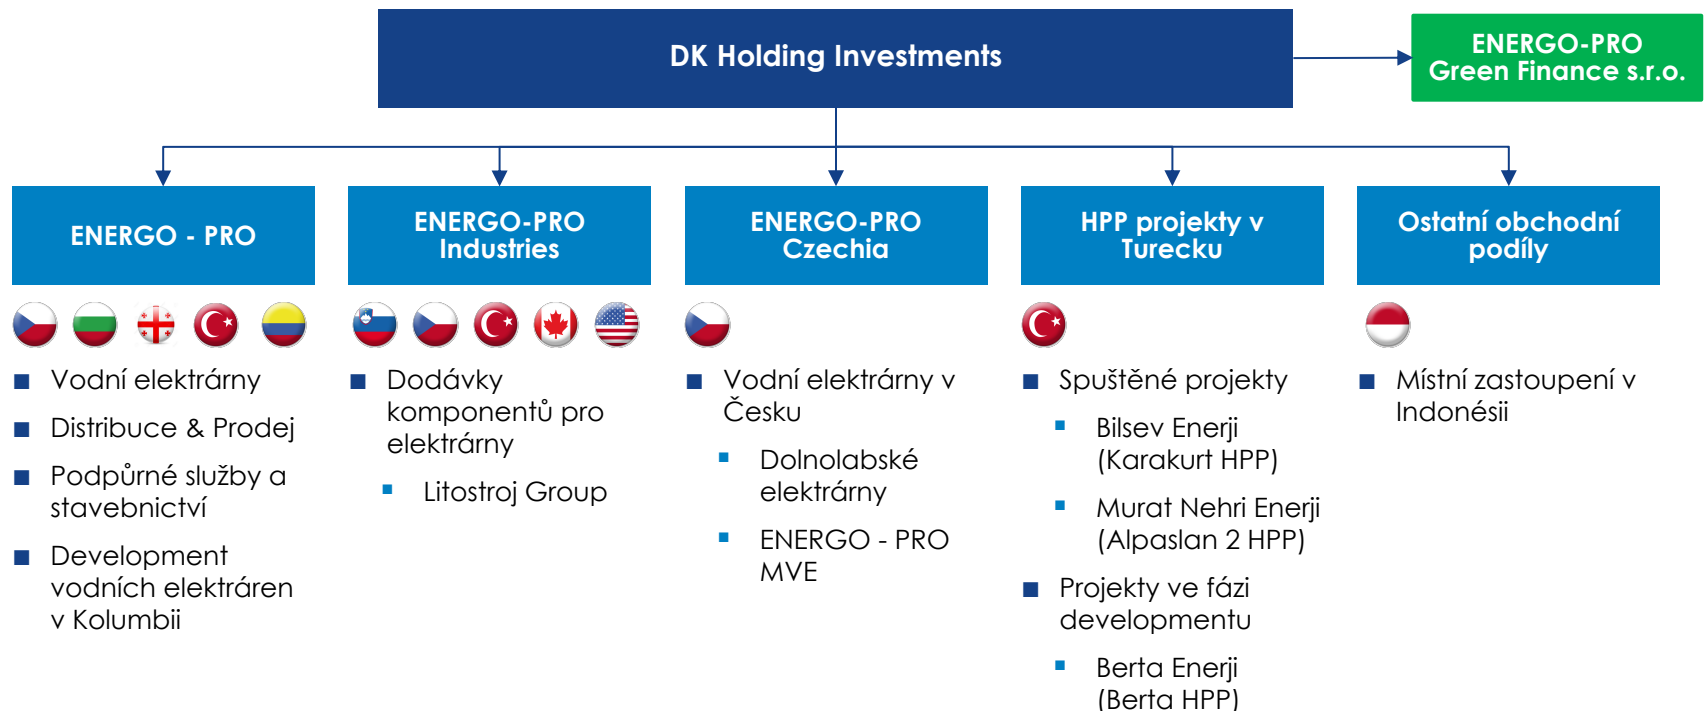 DK Holding Investments
ENERGO-PRO
Green Finance s.r.o.
ENERGO - PRO
Vodní elektrárny
Distribuce & Prodej
Podpůrné služby a
stavebnictví
Development
vodních elektráren
v Kolumbii
ENERGO-PRO
Industries
Dodávky
komponentů pro
elektrárny
Litostroj Group
ENERGO-PRO
Czechia
Vodní elektrárny v
Česku
Dolnolabské
elektrárny
ENERGO - PRO
MVE
HPP projekty v
Turecku
Spuštěné projekty
Bilsev Enerji
(Karakurt HPP)
Murat Nehri Enerji
(Alpaslan 2 HPP)
Projekty ve fázi
developmentu
Berta Enerji
(Berta HPP)
Ostatní obchodní
podíly
Místní zastoupení v
Indonésii